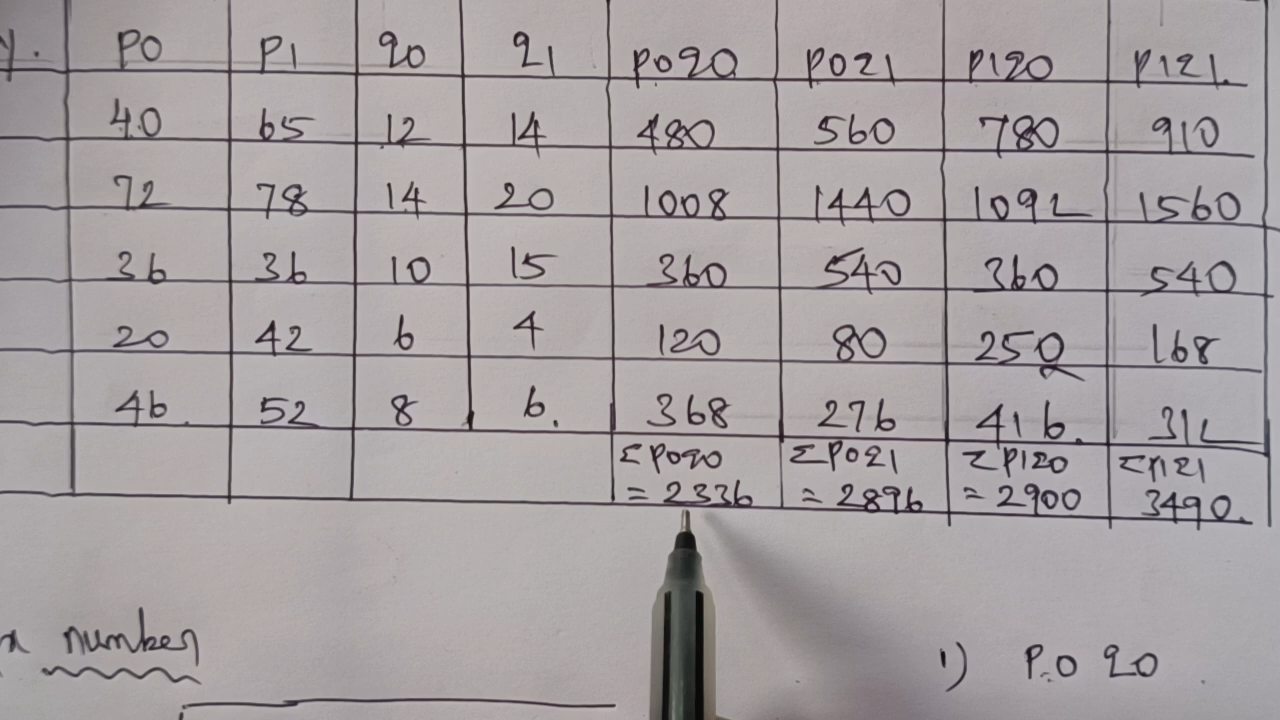 y. P0 P1 q0 q1 P0q0 P0q1 P1q0 P1q1.
40 65 12 14 480 560 780 910
72 78 14 20 1008 1440 1092 1560
36 36 10 15 360 540 360 540
20 42 6 4 120 80 252 168
46. 52 8 6. 368 276 416. 312
ΣP0q0 ΣP0q1 ΣP1q0 ΣP1q1
= 2336 = 2896 = 2900 3490.
number
1) P.0 q0